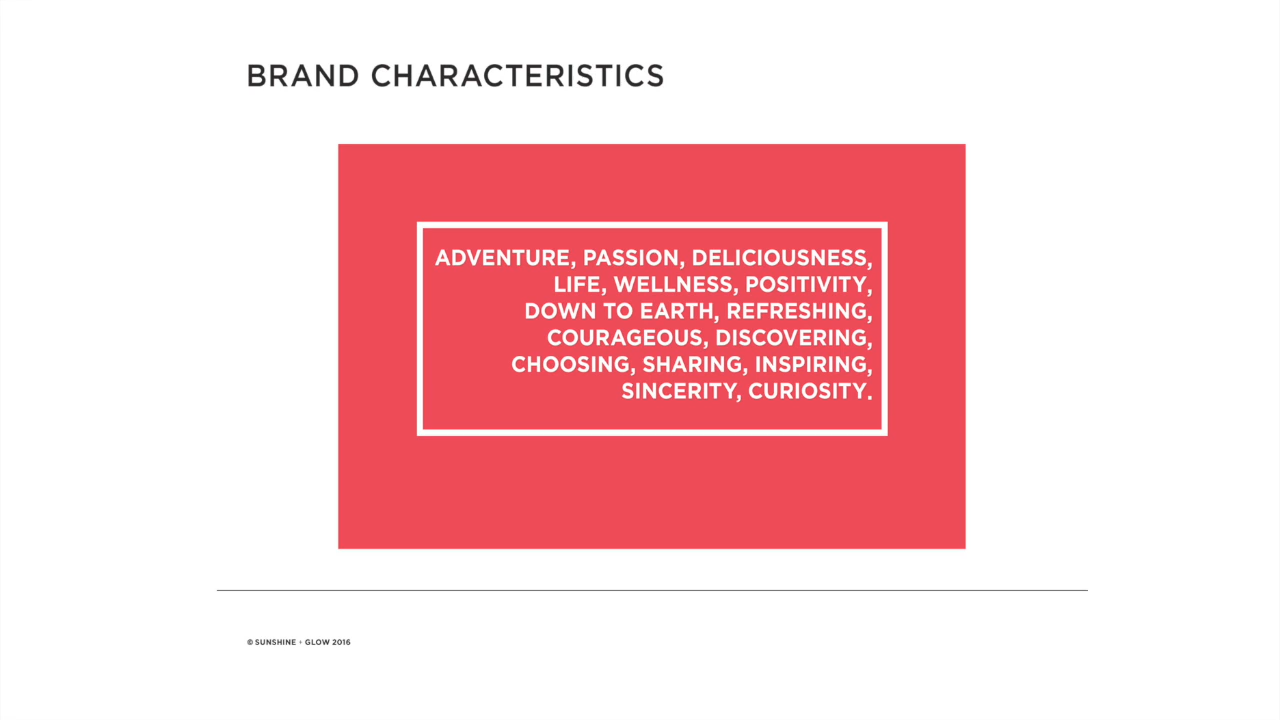 BRAND CHARACTERISTICS
ADVENTURE, PASSION, DELICIOUSNESS,
LIFE, WELLNESS, POSITIVITY,
DOWN TO EARTH, REFRESHING,
COURAGEOUS, DISCOVERING,
CHOOSING, SHARING, INSPIRING,
SINCERITY, CURIOSITY.
© SUNSHINE + GLOW 2016